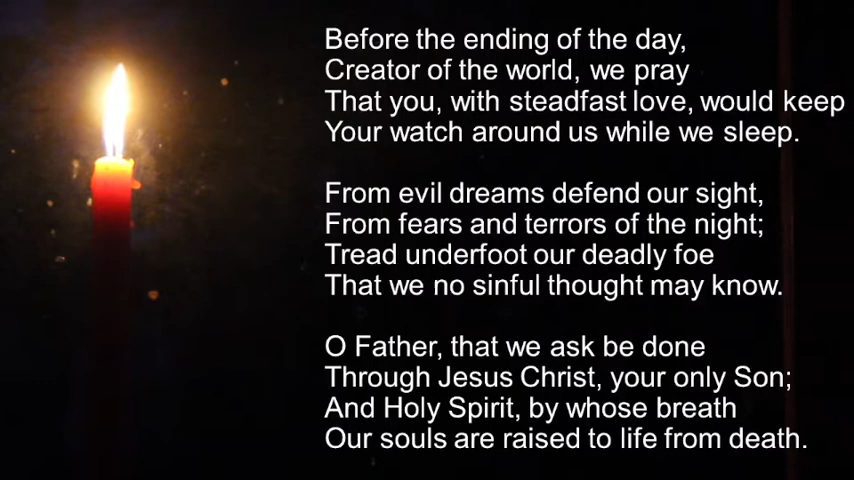 Before the ending of the day,
Creator of the world, we pray
That you, with steadfast love, would keep
Your watch around us while we sleep.
From evil dreams defend our sight,
From fears and terrors of the night;
Tread underfoot our deadly foe
That we no sinful thought may know.
O Father, that we ask be done
Through Jesus Christ, your only Son;
And Holy Spirit, by whose breath
Our souls are raised to life from death.